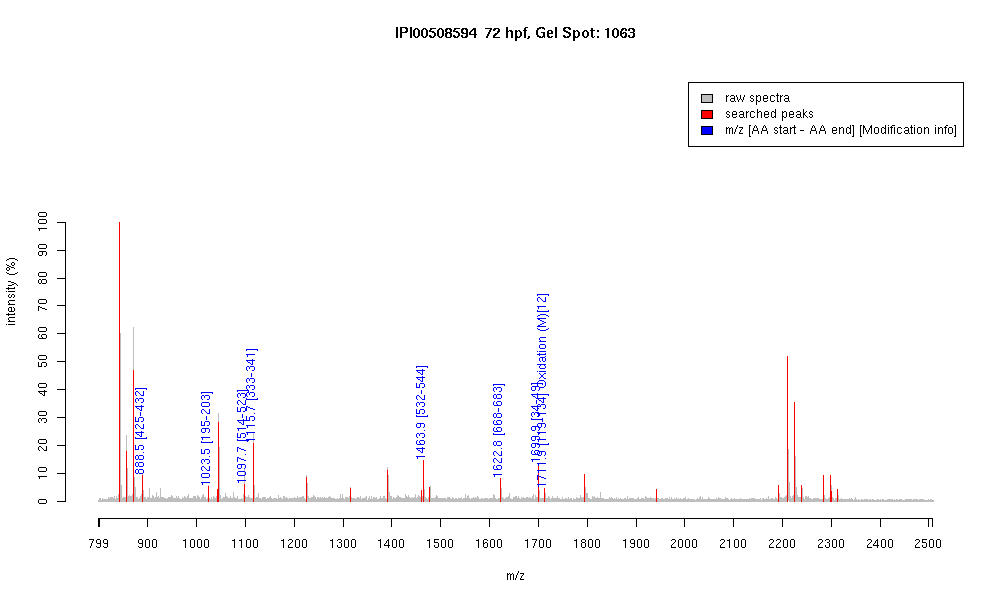 IPI00508594 72 hpf, Gel Spot: 1063
raw spectra
searched peaks
m/z [AA start - AA end] [Modification info]
intensity (%)
100
90
80
70
60
50
40
30
20
10
0
888.5 [425-432]
1023.5 [195-203]
1097.7 [514-523]
1115.7 [333-341]
1463.9 [532-544]
1622.8 [668-683]
1699.9 [34-49]
1711.9 [119-134] Oxidation (M)[12]
799 900 1000 1100 1200 1300 1400 1500 1600 1700 1800 1900 2000 2100 2200 2300 2400 2500
m/z